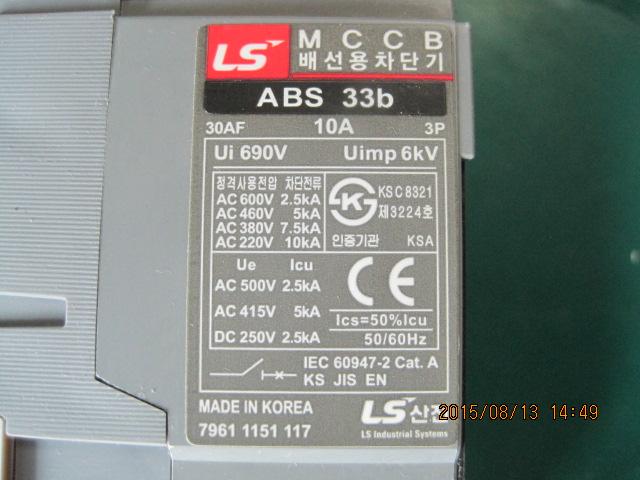 LS MCCB
배선용차단기
ABS 33b
30AF 10A 3P
Ui 690V Uimp 6kV
정격사용전압 차단전류
AC 600V 2.5kA
AC 460V 5kA
AC 380V 7.5kA
AC 220V 10kA
KS C 8321
제3224호
인증기관 KSA
Ue Icu
AC 500V 2.5kA
AC 415V 5kA
DC 250V 2.5kA
CE
Ics=50%Icu
50/60Hz
IEC 60947-2 Cat. A
KS JIS EN
MADE IN KOREA
7961 1151 117
LS산전
LS Industrial Systems
2015/08/13 14:49